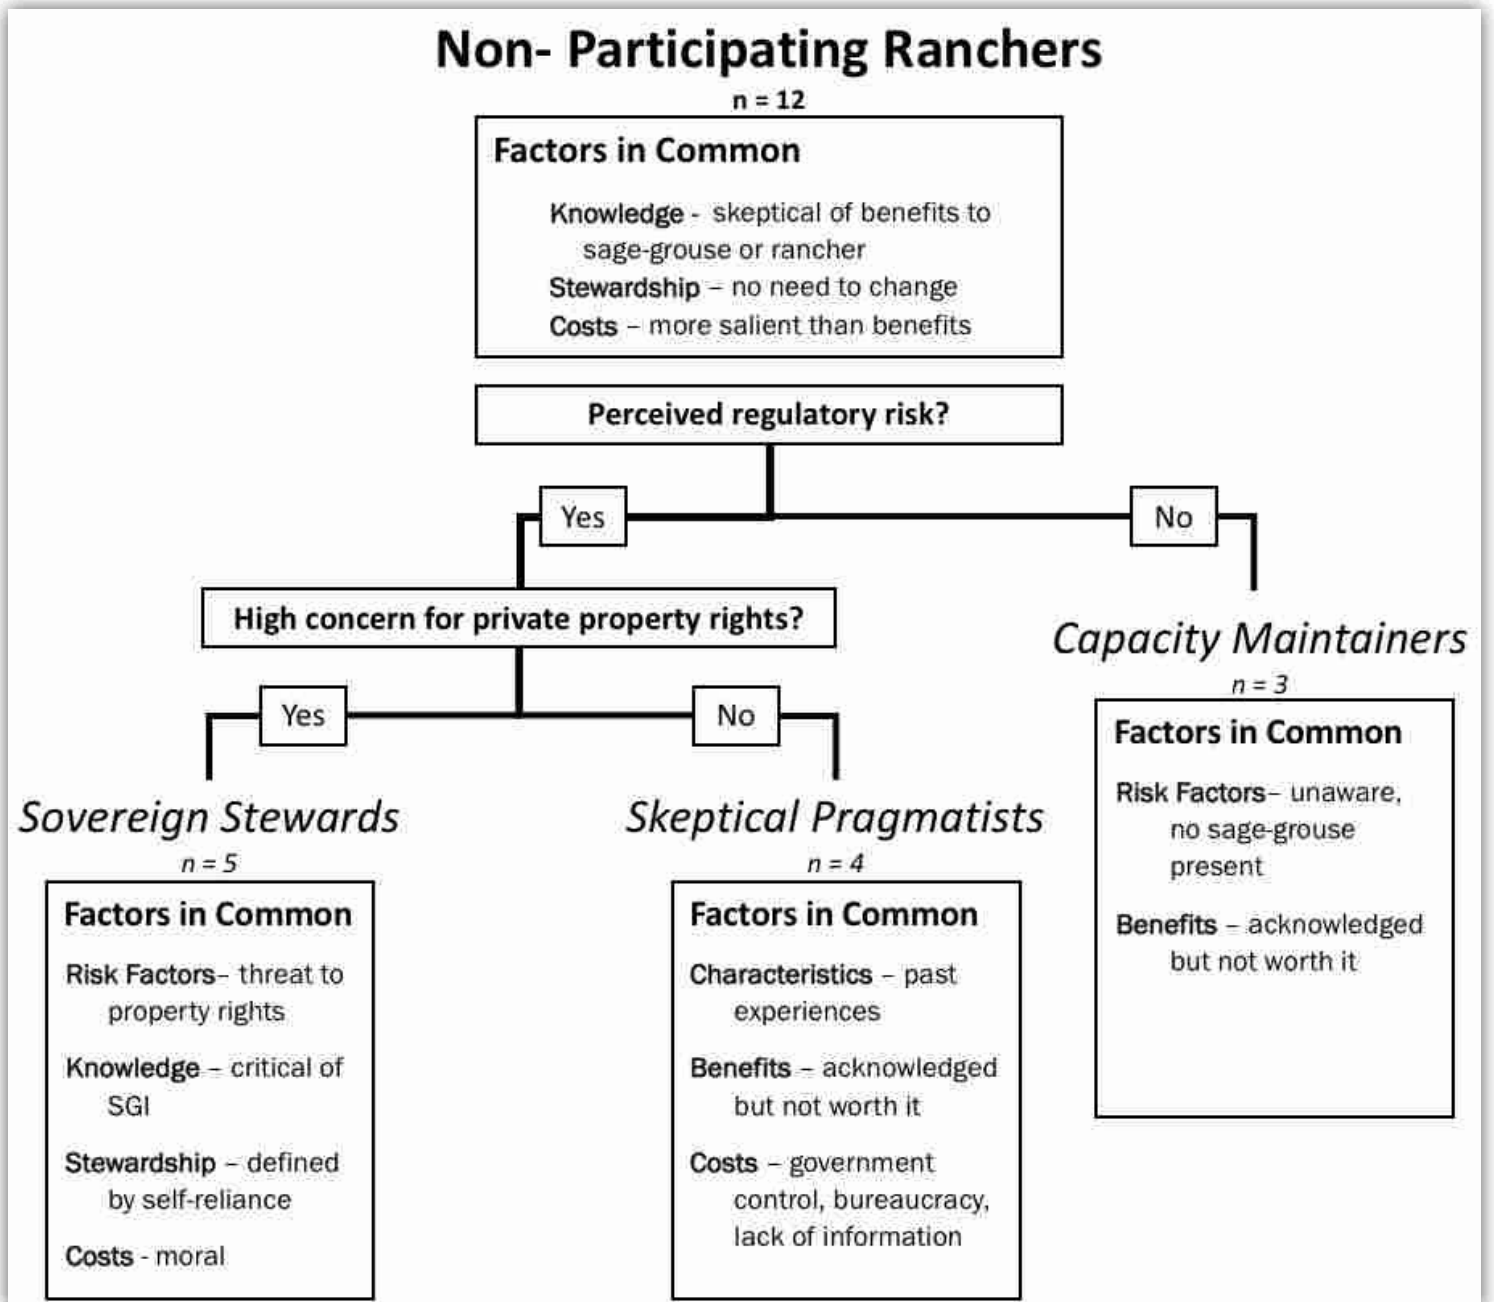 Non- Participating Ranchers
n = 12
Factors in Common
Knowledge - skeptical of benefits to
sage-grouse or rancher
Stewardship – no need to change
Costs – more salient than benefits
Perceived regulatory risk?
Yes
No
High concern for private property rights?
Yes
No
Sovereign Stewards
n = 5
Factors in Common
Risk Factors– threat to
property rights
Knowledge – critical of
SGI
Stewardship – defined
by self-reliance
Costs - moral
Skeptical Pragmatists
n = 4
Factors in Common
Characteristics – past
experiences
Benefits – acknowledged
but not worth it
Costs – government
control, bureaucracy,
lack of information
Capacity Maintainers
n = 3
Factors in Common
Risk Factors– unaware,
no sage-grouse
present
Benefits – acknowledged
but not worth it